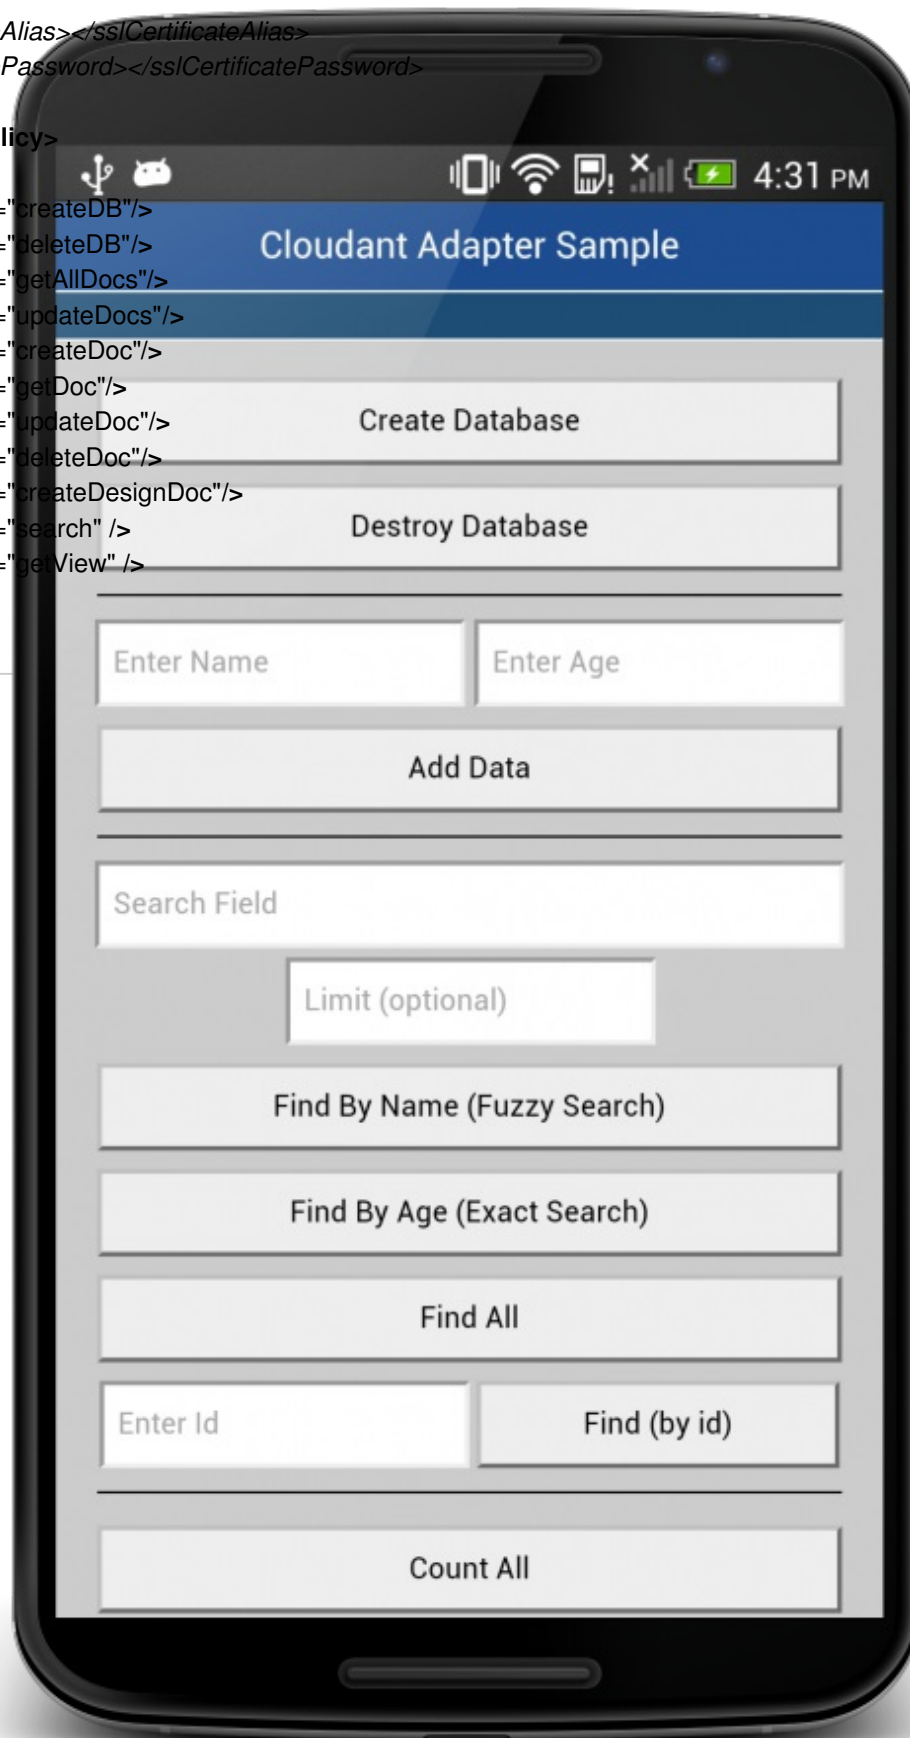 Alias></sslCertificateAlias>
Password></sslCertificatePassword>
licy>
4:31 PM
="createDB"/>
="deleteDB"/>
Cloudant Adapter Sample
="getAllDocs"/>
="updateDocs"/>
="createDoc"/>
="getDoc"/>
="updateDoc"/>
Create Database
="deleteDoc"/>
="createDesignDoc"/>
="search" />
Destroy Database
="getView" />
Enter Name
Enter Age
Add Data
Search Field
Limit (optional)
Find By Name (Fuzzy Search)
Find By Age (Exact Search)
Find All
Enter Id
Find (by id)
Count All